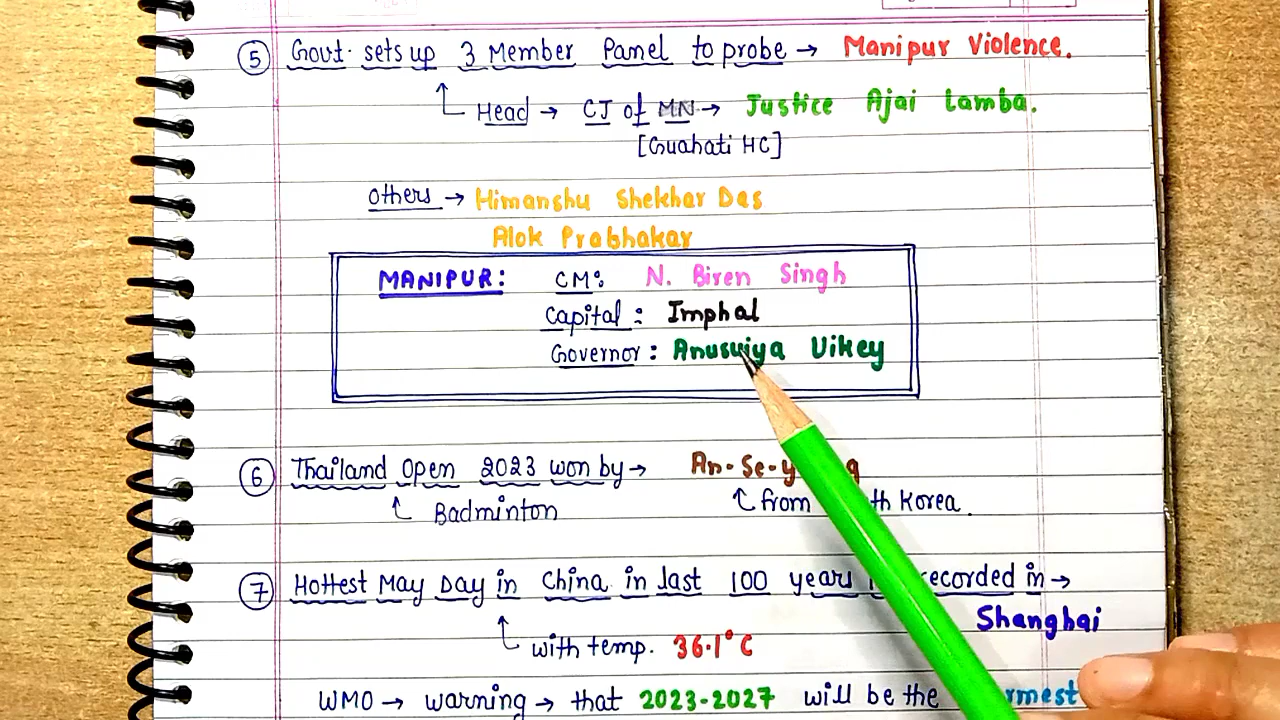 5 Govt. sets up 3 Member Panel to probe → Manipur Violence.
Head → CJ of MN → Justice Ajai Lamba.
[Guahati HC]
Others → Himanshu Shekhar Das
Alok Prabhakar
MANIPUR: CM: N. Biren Singh
Capital: Imphal
Governor: Anusuiya Uikey
6 Thailand Open 2023 won by → An-Se-y
Badminton from Korea.
7 Hottest May Day in China in last 100 years recorded in →
Shanghai
with temp. 36.1°C
WMO → warning → that 2023-2027 will be the